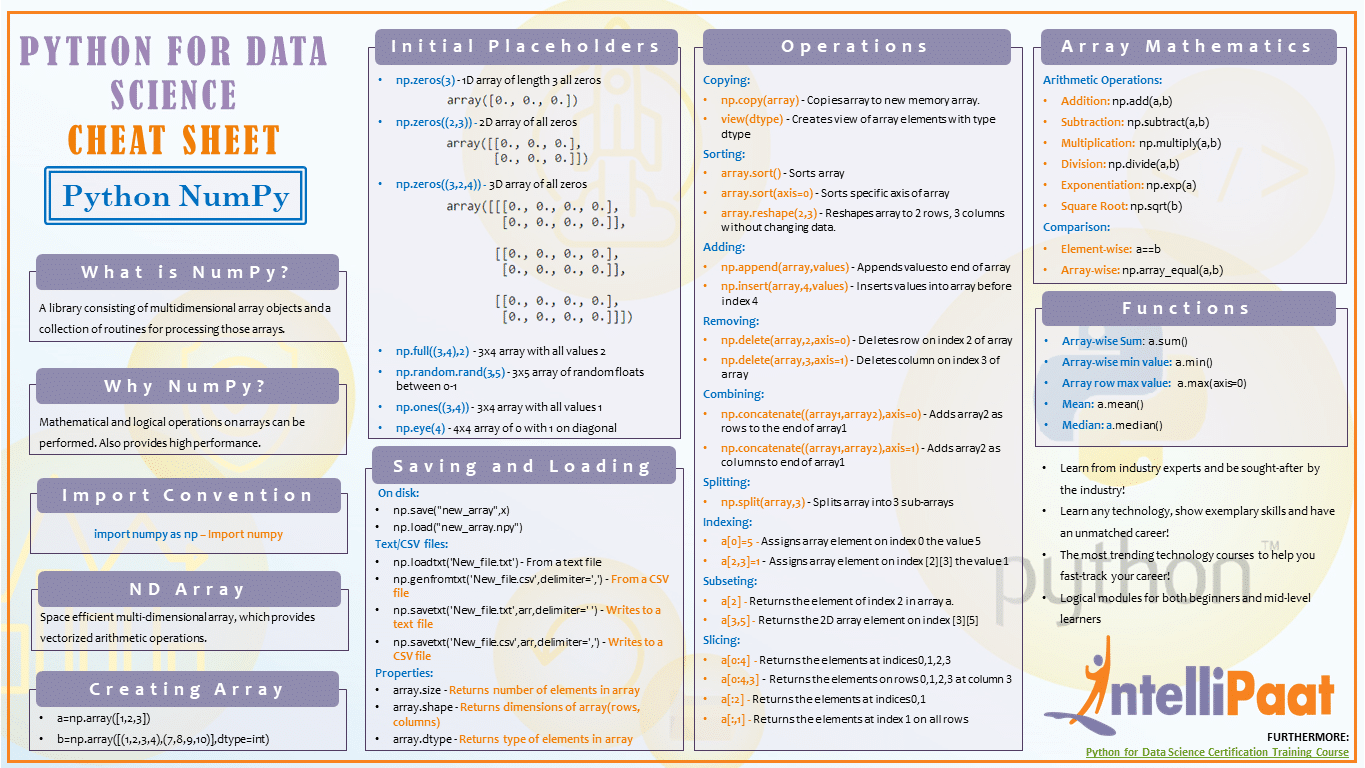 PYTHON FOR DATA
SCIENCE
CHEAT SHEET
Python NumPy
What is NumPy?
A library consisting of multidimensional array objects and a
collection of routines for processing those arrays.
Why NumPy?
Mathematical and logical operations on arrays can be
performed. Also provides high performance.
Import Convention
import numpy as np – Import numpy
ND Array
Space efficient multi-dimensional array, which provides
vectorized arithmetic operations.
Creating Array
• a=np.array([1,2,3])
• b=np.array([(1,2,3,4),(7,8,9,10)],dtype=int)
Initial Placeholders
• np.zeros(3) - 1D array of length 3 all zeros
array([0., 0., 0.])
• np.zeros((2,3)) - 2D array of all zeros
array([[0., 0., 0.],
[0., 0., 0.]])
• np.zeros((3,2,4)) - 3D array of all zeros
array([[[0., 0., 0., 0.],
[0., 0., 0., 0.]],
[[0., 0., 0., 0.],
[0., 0., 0., 0.]],
[[0., 0., 0., 0.],
[0., 0., 0., 0.]]])
• np.full((3,4),2) - 3x4 array with all values 2
• np.random.rand(3,5) - 3x5 array of random floats
between 0-1
• np.ones((3,4)) - 3x4 array with all values 1
• np.eye(4) - 4x4 array of 0 with 1 on diagonal
Saving and Loading
On disk:
• np.save("new_array",x)
• np.load("new_array.npy")
Text/CSV files:
• np.loadtxt('New_file.txt') - From a text file
• np.genfromtxt('New_file.csv',delimiter=',') - From a CSV
file
• np.savetxt('New_file.txt',arr,delimiter=' ') - Writes to a
text file
• np.savetxt('New_file.csv',arr,delimiter=',') - Writes to a
CSV file
Properties:
• array.size - Returns number of elements in array
• array.shape - Returns dimensions of array(rows,
columns)
• array.dtype - Returns type of elements in array
Operations
Copying:
• np.copy(array) - Copies array to new memory array.
• view(dtype) - Creates view of array elements with type
dtype
Sorting:
• array.sort() - Sorts array
• array.sort(axis=0) - Sorts specific axis of array
• array.reshape(2,3) - Reshapes array to 2 rows, 3 columns
without changing data.
Adding:
• np.append(array,values) - Appends values to end of array
• np.insert(array,4,values) - Inserts values into array before
index 4
Removing:
• np.delete(array,2,axis=0) - Deletes row on index 2 of array
• np.delete(array,3,axis=1) - Deletes column on index 3 of
array
Combining:
• np.concatenate((array1,array2),axis=0) - Adds array2 as
rows to the end of array1
• np.concatenate((array1,array2),axis=1) - Adds array2 as
columns to end of array1
Splitting:
• np.split(array,3) - Splits array into 3 sub-arrays
Indexing:
• a[0]=5 - Assigns array element on index 0 the value 5
• a[2,3]=1 - Assigns array element on index [2][3] the value 1
Subseting:
• a[2] - Returns the element of index 2 in array a.
• a[3,5] - Returns the 2D array element on index [3][5]
Slicing:
• a[0:4] - Returns the elements at indices 0,1,2,3
• a[0:4,3] - Returns the elements on rows 0,1,2,3 at column 3
• a[:2] - Returns the elements at indices 0,1
• a[:,1] - Returns the elements at index 1 on all rows
Array Mathematics
Arithmetic Operations:
• Addition: np.add(a,b)
• Subtraction: np.subtract(a,b)
• Multiplication: np.multiply(a,b)
• Division: np.divide(a,b)
• Exponentiation: np.exp(a)
• Square Root: np.sqrt(b)
Comparison:
• Element-wise: a==b
• Array-wise: np.array_equal(a,b)
Functions
• Array-wise Sum: a.sum()
• Array-wise min value: a.min()
• Array row max value: a.max(axis=0)
• Mean: a.mean()
• Median: a.median()
• Learn from industry experts and be sought-after by
the industry!
• Learn any technology, show exemplary skills and have
an unmatched career!
• The most trending technology courses to help you
fast-track your career!
• Logical modules for both beginners and mid-level
learners
python™
IntelliPaat
FURTHERMORE:
Python for Data Science Certification Training Course